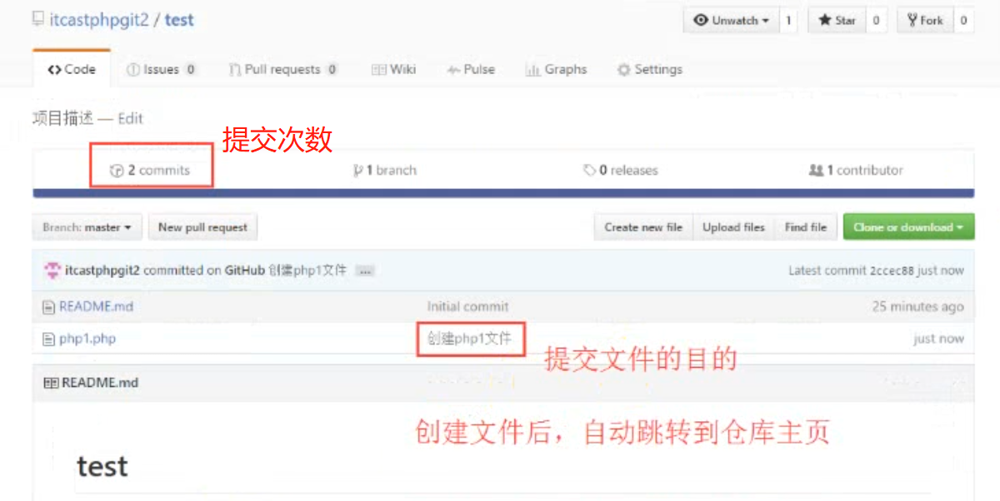 itcastphpgit2 / test Unwatch 1 Star 0 Fork 0
Code Issues 0 Pull requests 0 Wiki Pulse Graphs Settings
项目描述 — Edit
提交次数
2 commits 1 branch 0 releases 1 contributor
Branch: master New pull request Create new file Upload files Find file Clone or download
itcastphpgit2 committed on GitHub 创建php1文件 ... Latest commit 2ccec88 just now
README.md Initial commit 25 minutes ago
php1.php 创建php1文件 just now
提交文件的目的
README.md
创建文件后，自动跳转到仓库主页
test